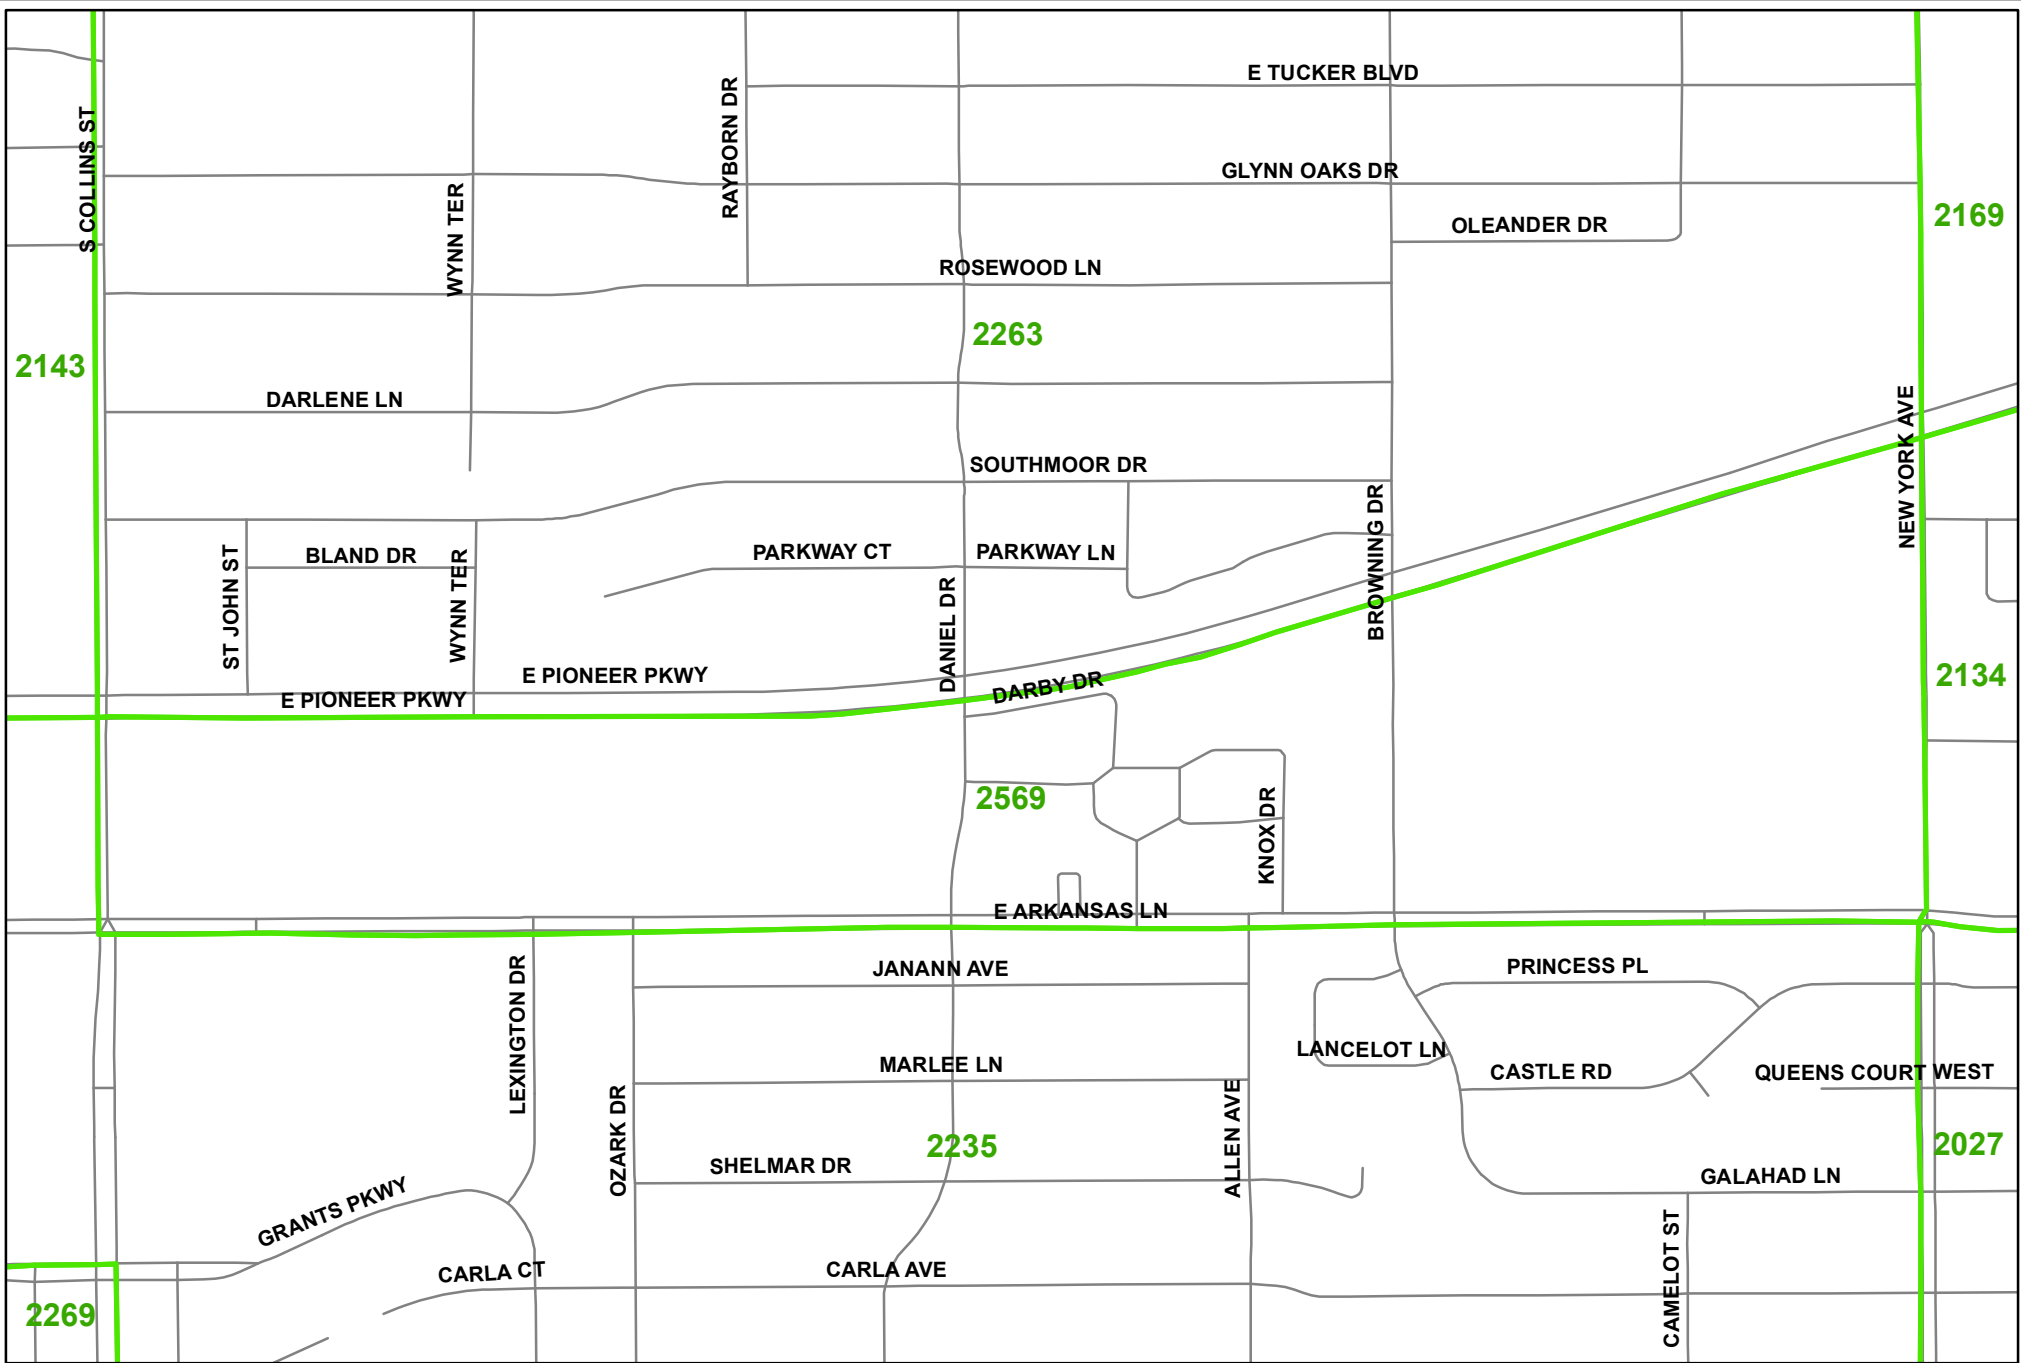 E TUCKER BLVD
S COLLINS ST
RAYBORN DR
GLYNN OAKS DR
WYNN TER
2169
OLEANDER DR
ROSEWOOD LN
2263
2143
DARLENE LN
NEW YORK AVE
SOUTHMOOR DR
BROWNING DR
ST JOHN ST
BLAND DR
WYNN TER
PARKWAY CT
PARKWAY LN
DANIEL DR
E PIONEER PKWY
2134
DARBY DR
E PIONEER PKWY
2569
KNOX DR
E ARKANSAS LN
LEXINGTON DR
JANANN AVE
PRINCESS PL
LANCELOT LN
MARLEE LN
CASTLE RD
QUEENS COURT WEST
OZARK DR
ALLEN AVE
2235
2027
SHELMAR DR
GALAHAD LN
GRANTS PKWY
CAMELOT ST
CARLA CT
CARLA AVE
2269